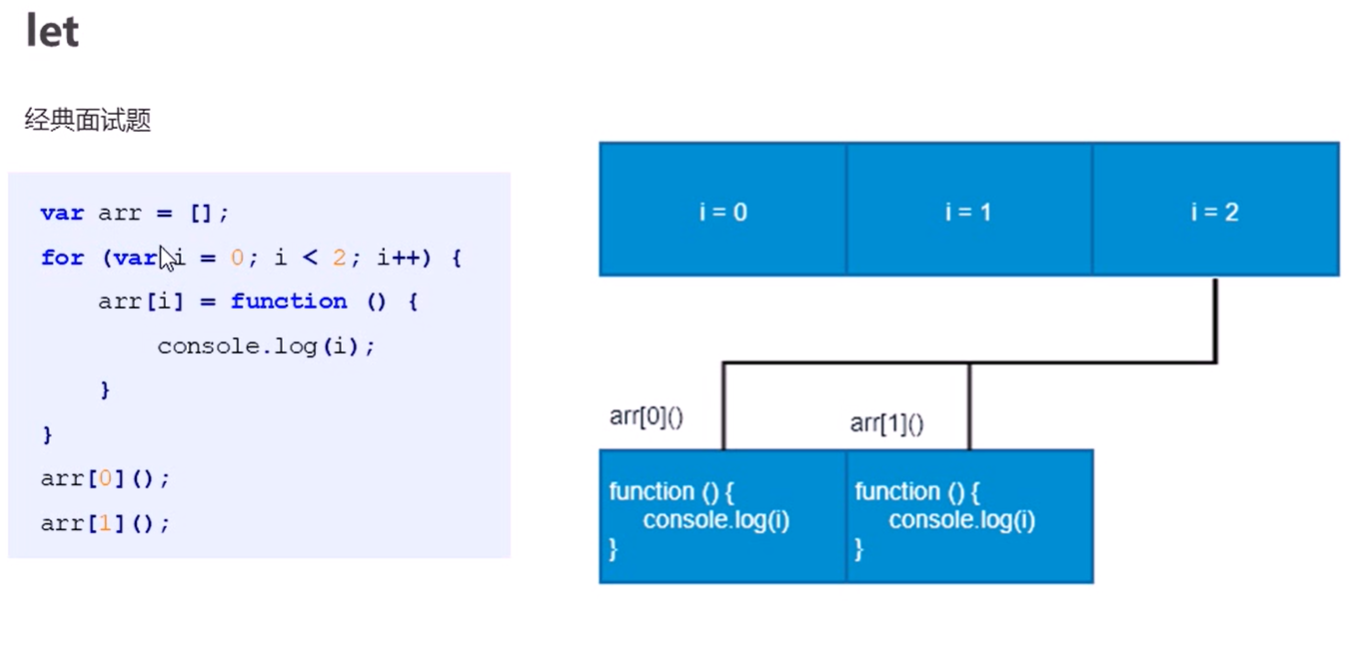 let
经典面试题
var arr = [];
for (var i = 0; i < 2; i++) {
    arr[i] = function () {
        console.log(i);
    }
}
arr[0]();
arr[1]();
i = 0
i = 1
i = 2
arr[0]()
arr[1]()
function () {
    console.log(i)
}
function () {
    console.log(i)
}